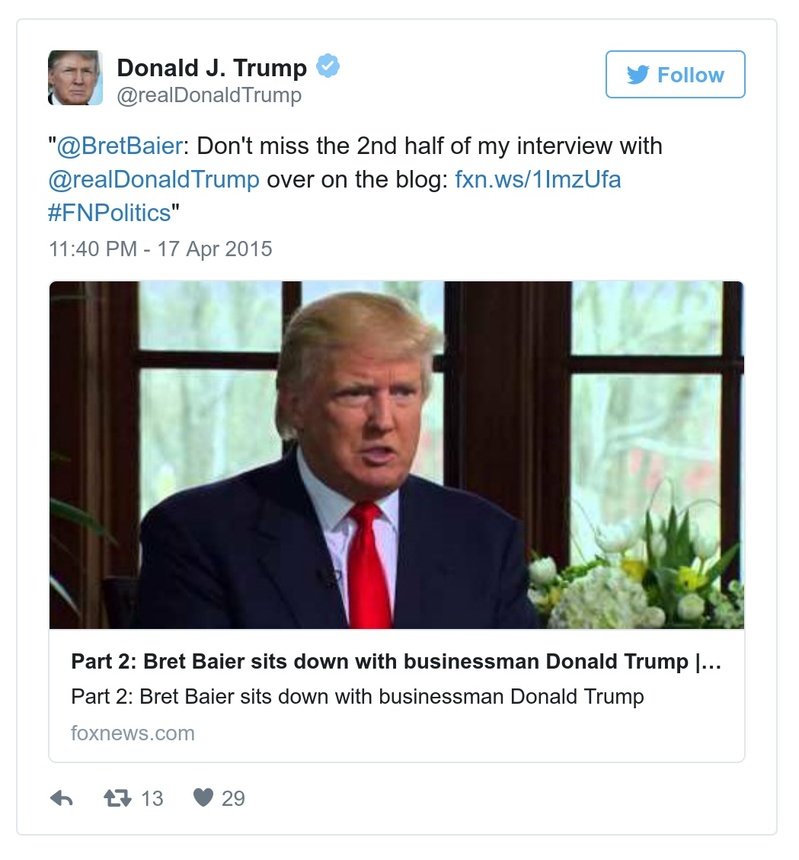 Donald J. Trump
@realDonaldTrump
Follow
"@BretBaier: Don't miss the 2nd half of my interview with
@realDonaldTrump over on the blog: fxn.ws/1ImzUfa
#FNPolitics"
11:40 PM - 17 Apr 2015
Part 2: Bret Baier sits down with businessman Donald Trump |...
Part 2: Bret Baier sits down with businessman Donald Trump
foxnews.com
13 29